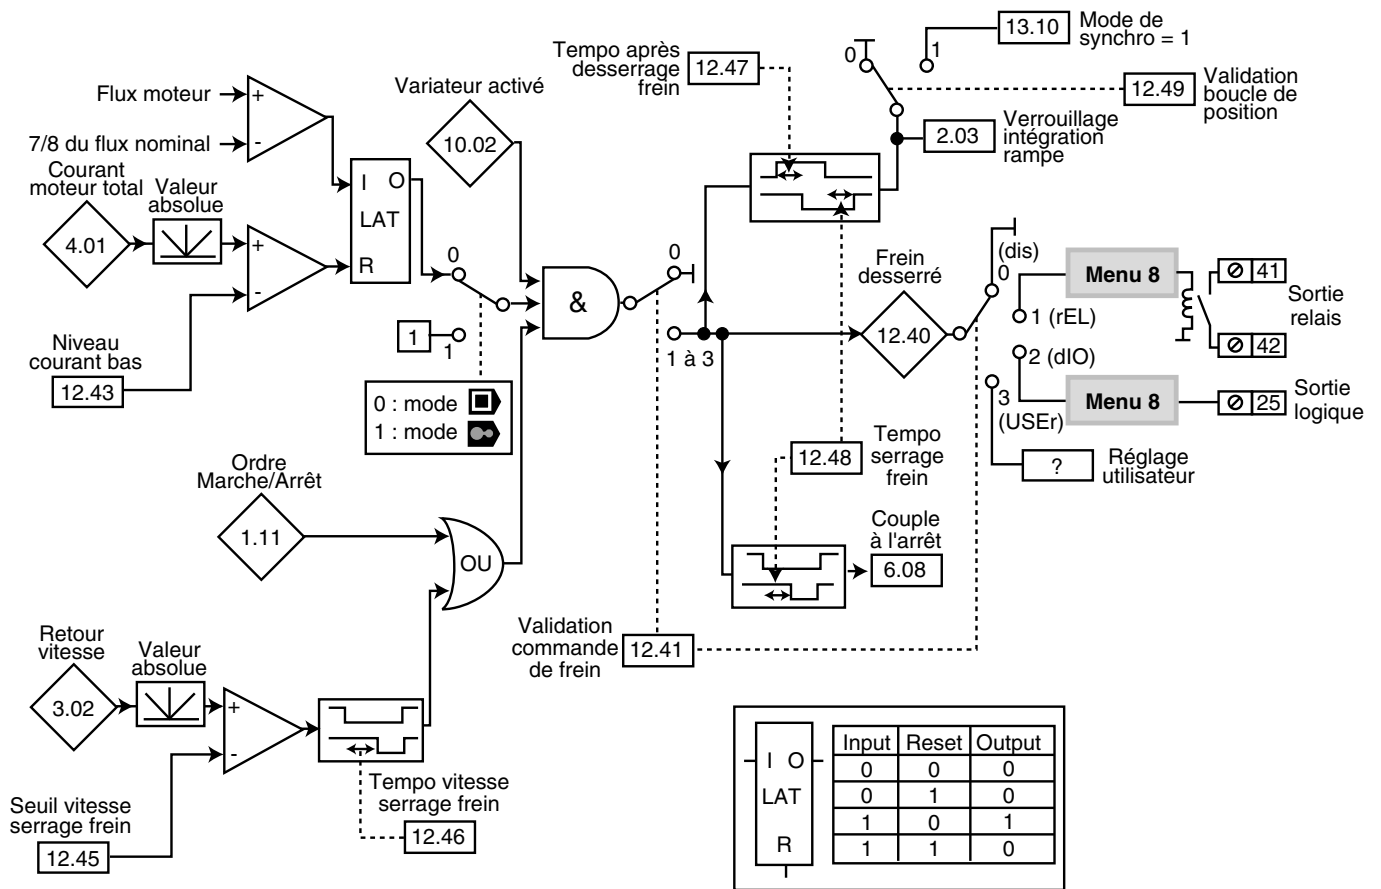 Flux moteur
+
7/8 du flux nominal
-
Courant
moteur total
4.01
Valeur
absolue
+
-
Niveau
courant bas
12.43
I O
LAT
R
Variateur activé
10.02
0
1
1
0 : mode
1 : mode
&
0
1 à 3
Ordre
Marche/Arrêt
1.11
OU
Retour
vitesse
3.02
Valeur
absolue
+
-
Seuil vitesse
serrage frein
12.45
Tempo vitesse
serrage frein
12.46
Tempo après
desserrage
frein
12.47
0
1
13.10
Mode de
synchro = 1
12.49
Validation
boucle de
position
2.03
Verrouillage
intégration
rampe
Frein
desserré
12.40
(dis)
0
1 (rEL)
2 (dIO)
3
(USEr)
Menu 8
41
42
Sortie
relais
Menu 8
25
Sortie
logique
?
Réglage
utilisateur
12.48
Tempo
serrage
frein
Couple
à l'arrêt
6.08
Validation
commande
de frein
12.41
I O
LAT
R
Input Reset Output
0 0 0
0 1 0
1 0 1
1 1 0